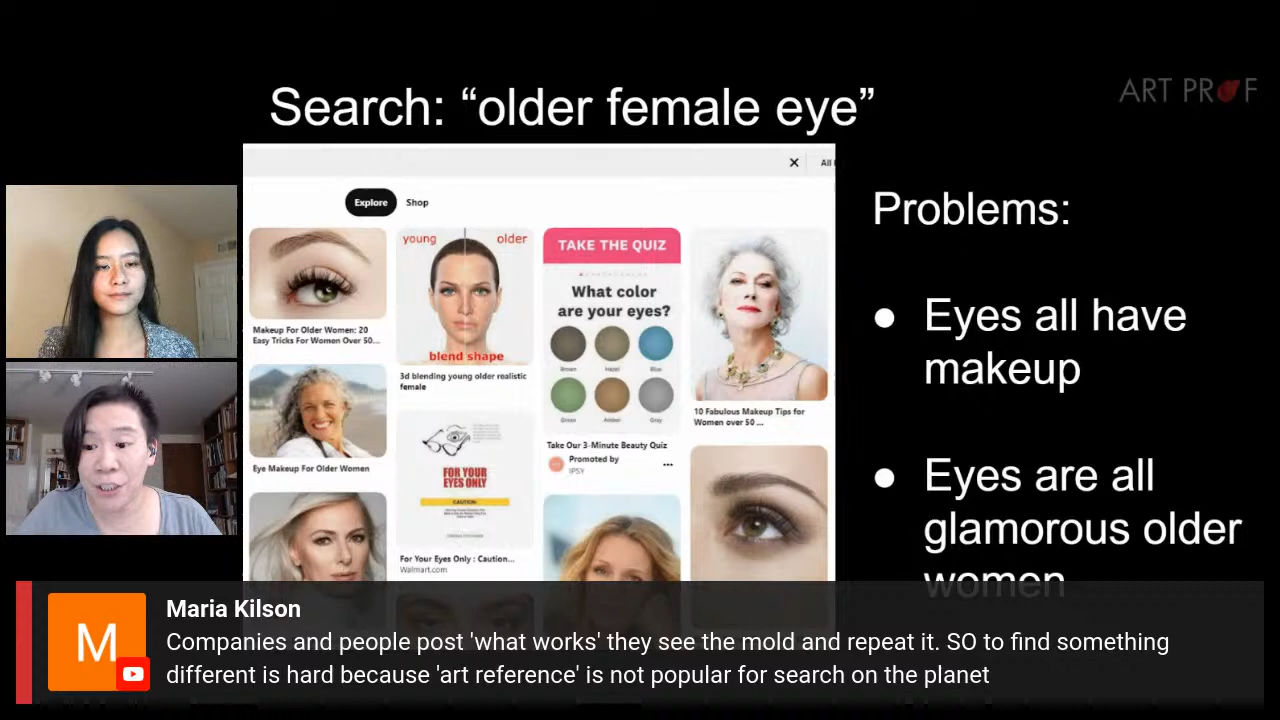 ART PROF
Search: “older female eye”
All
Explore
Shop
young
older
blend shape
3d blending young older realistic
female
Makeup For Older Women: 20
Easy Tricks For Women Over 50...
Eye Makeup For Older Women
FOR YOUR
EYES ONLY
CAUTION:
For Your Eyes Only : Caution...
Walmart.com
TAKE THE QUIZ
What color
are your eyes?
Brown
Hazel
Blue
Green
Amber
Gray
Take Our 3-Minute Beauty Quiz
Promoted by
IPSY
10 Fabulous Makeup Tips for
Women over 50 ...
Problems:
● Eyes all have
makeup
● Eyes are all
glamorous older
women
M
Maria Kilson
Companies and people post 'what works' they see the mold and repeat it. SO to find something
different is hard because 'art reference' is not popular for search on the planet